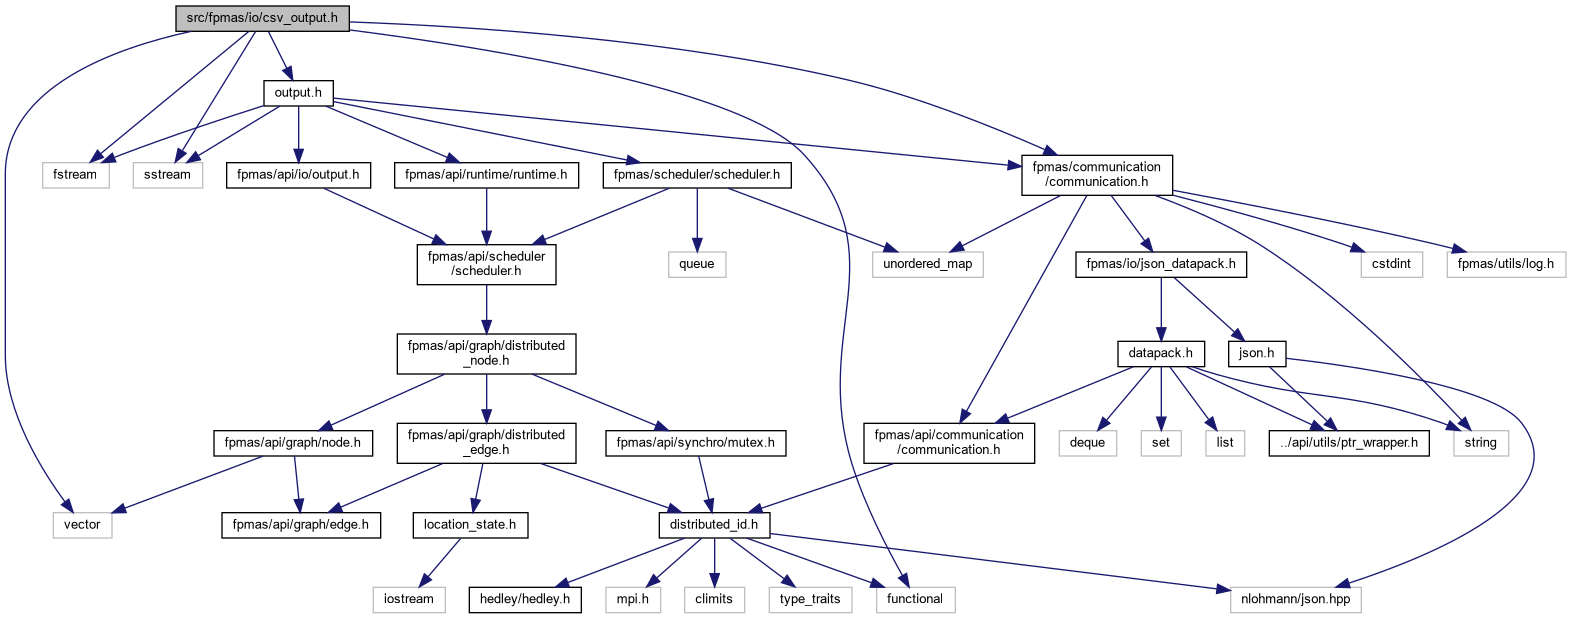 src/fpmas/io/csv_output.h
output.h
fstream
sstream
fpmas/api/io/output.h
fpmas/api/runtime/runtime.h
fpmas/scheduler/scheduler.h
fpmas/communication
/communication.h
fpmas/api/scheduler
/scheduler.h
queue
unordered_map
fpmas/io/json_datapack.h
cstdint
fpmas/utils/log.h
fpmas/api/graph/distributed
_node.h
datapack.h
json.h
fpmas/api/graph/node.h
fpmas/api/graph/distributed
_edge.h
fpmas/api/synchro/mutex.h
fpmas/api/communication
/communication.h
deque
set
list
../api/utils/ptr_wrapper.h
string
vector
fpmas/api/graph/edge.h
location_state.h
distributed_id.h
iostream
hedley/hedley.h
mpi.h
climits
type_traits
functional
nlohmann/json.hpp